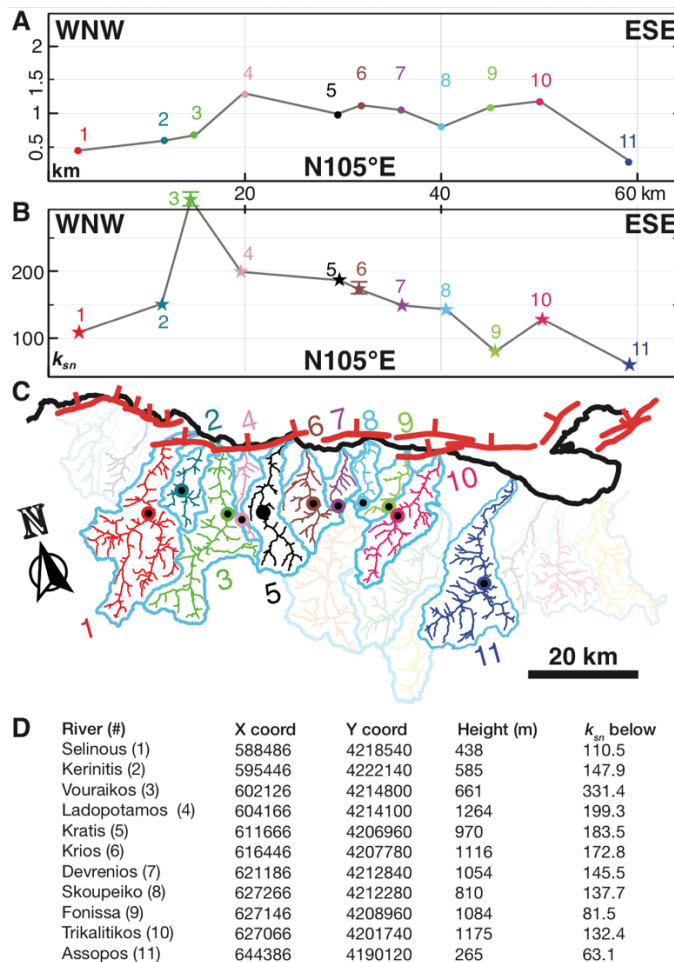 A WNW ESE
2
1.5
1
0.5
km
1 2 3 4 5 6 7 8 9 10 11
N105°E
20 40 60 km
B WNW ESE
200
100
k_sn
1 2 3 4 5 6 7 8 9 10 11
N105°E
C
2 4 6 7 8 9
10
N
1 3 5 11
20 km
D River (#) X coord Y coord Height (m) k_sn below
Selinous (1) 588486 4218540 438 110.5
Kerinitis (2) 595446 4222140 585 147.9
Vouraikos (3) 602126 4214800 661 331.4
Ladopotamos (4) 604166 4214100 1264 199.3
Kratis (5) 611666 4206960 970 183.5
Krios (6) 616446 4207780 1116 172.8
Devrenios (7) 621186 4212840 1054 145.5
Skoupeiko (8) 627266 4212280 810 137.7
Fonissa (9) 627146 4208960 1084 81.5
Trikalitikos (10) 627066 4201740 1175 132.4
Assopos (11) 644386 4190120 265 63.1